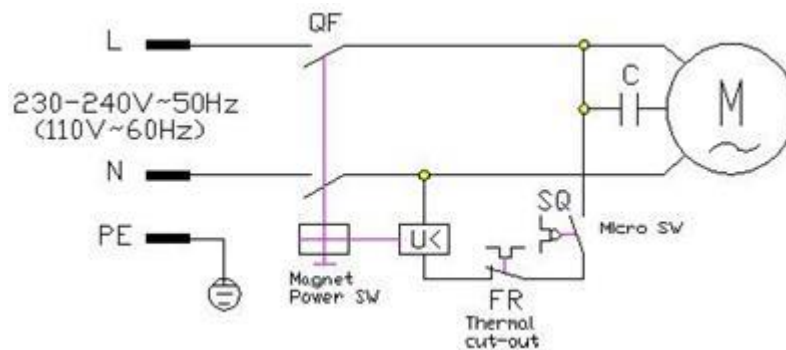 QF
L
C
M
230-240V~50Hz
(110V~60Hz)
N
SQ
Micro SW
PE
U<
Magnet
Power SW
FR
Thermal
cut-out